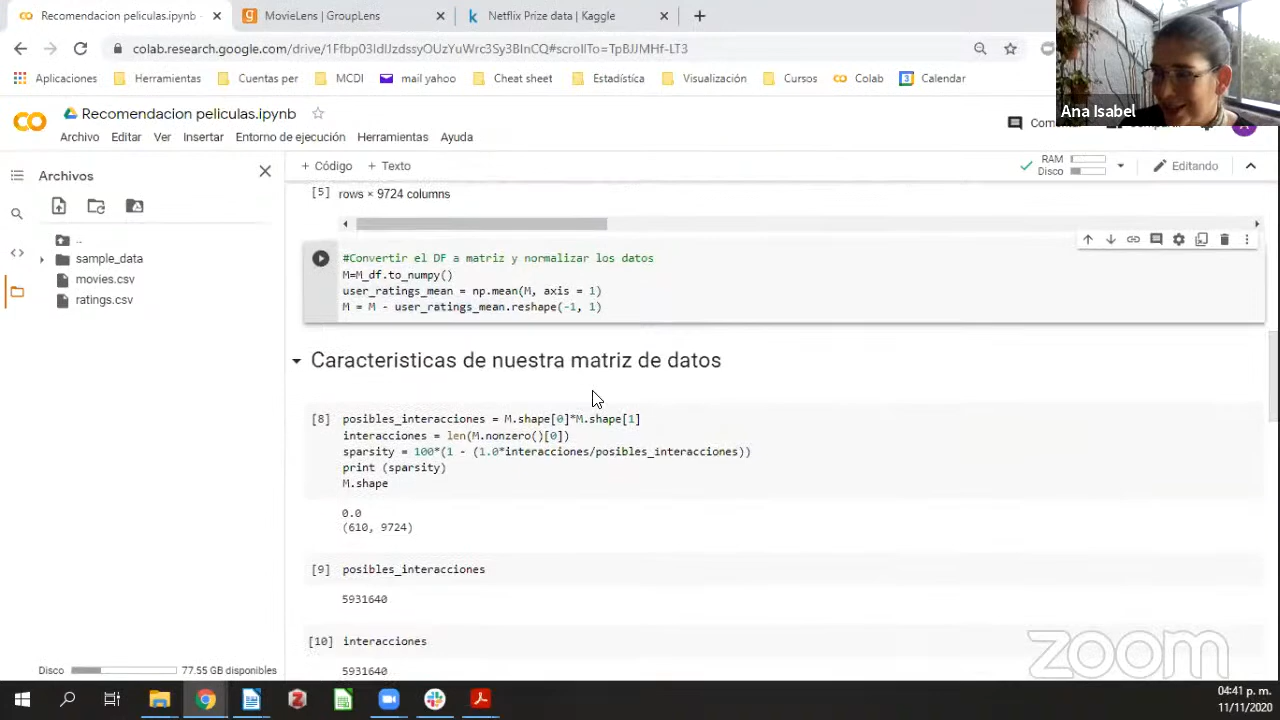 Recomendacion peliculas.ipynb -
MovieLens | GroupLens
Netflix Prize data | Kaggle
colab.research.google.com/drive/1Ffbp03IdIJzdssyOUzYuWrc3Sy3BlnCQ#scrollTo=TpBJJMHf-LT3
Aplicaciones
Herramientas
Cuentas per
MCDI
mail yahoo
Cheat sheet
Estadística
Visualización
Cursos
Colab
Calendar
Ana Isabel
Recomendacion peliculas.ipynb
Archivo Editar Ver Insertar Entorno de ejecución Herramientas Ayuda
Archivos
+ Código + Texto
RAM
Disco
Editando
..
sample_data
movies.csv
ratings.csv
[5] rows × 9724 columns
#Convertir el DF a matriz y normalizar los datos
M=M_df.to_numpy()
user_ratings_mean = np.mean(M, axis = 1)
M = M - user_ratings_mean.reshape(-1, 1)
Caracteristicas de nuestra matriz de datos
[8] posibles_interacciones = M.shape[0]*M.shape[1]
interacciones = len(M.nonzero()[0])
sparsity = 100*(1 - (1.0*interacciones/posibles_interacciones))
print (sparsity)
M.shape
0.0
(610, 9724)
[9] posibles_interacciones
5931640
[10] interacciones
5931640
Disco
77.55 GB disponibles
zoom
04:41 p. m.
11/11/2020